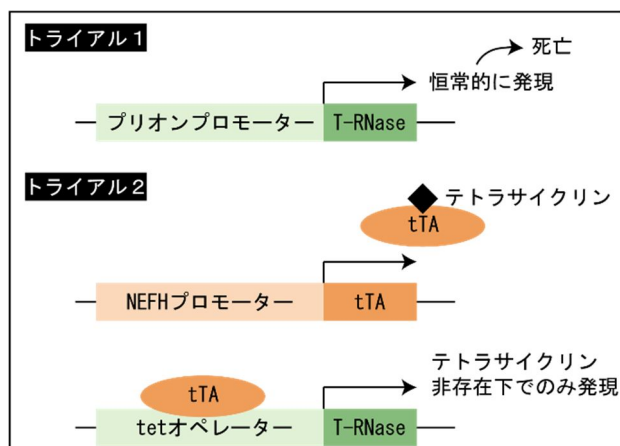 トライアル１
死亡
恒常的に発現
プリオンプロモーター
T-RNase
トライアル２
テトラサイクリン
tTA
NEFHプロモーター
tTA
テトラサイクリン
非存在下でのみ発現
tTA
tetオペレーター
T-RNase